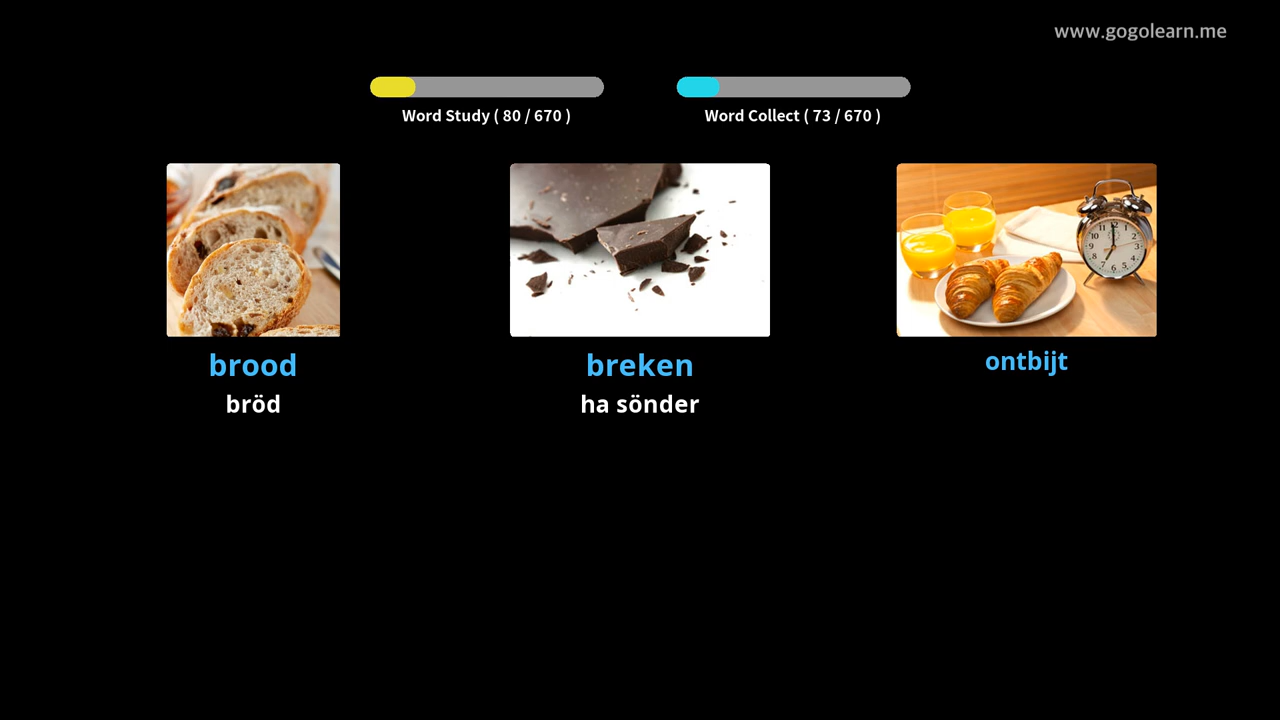 www.gogolearn.me
Word Study ( 80 / 670 )
Word Collect ( 73 / 670 )
brood
breken
ontbijt
bröd
ha sönder